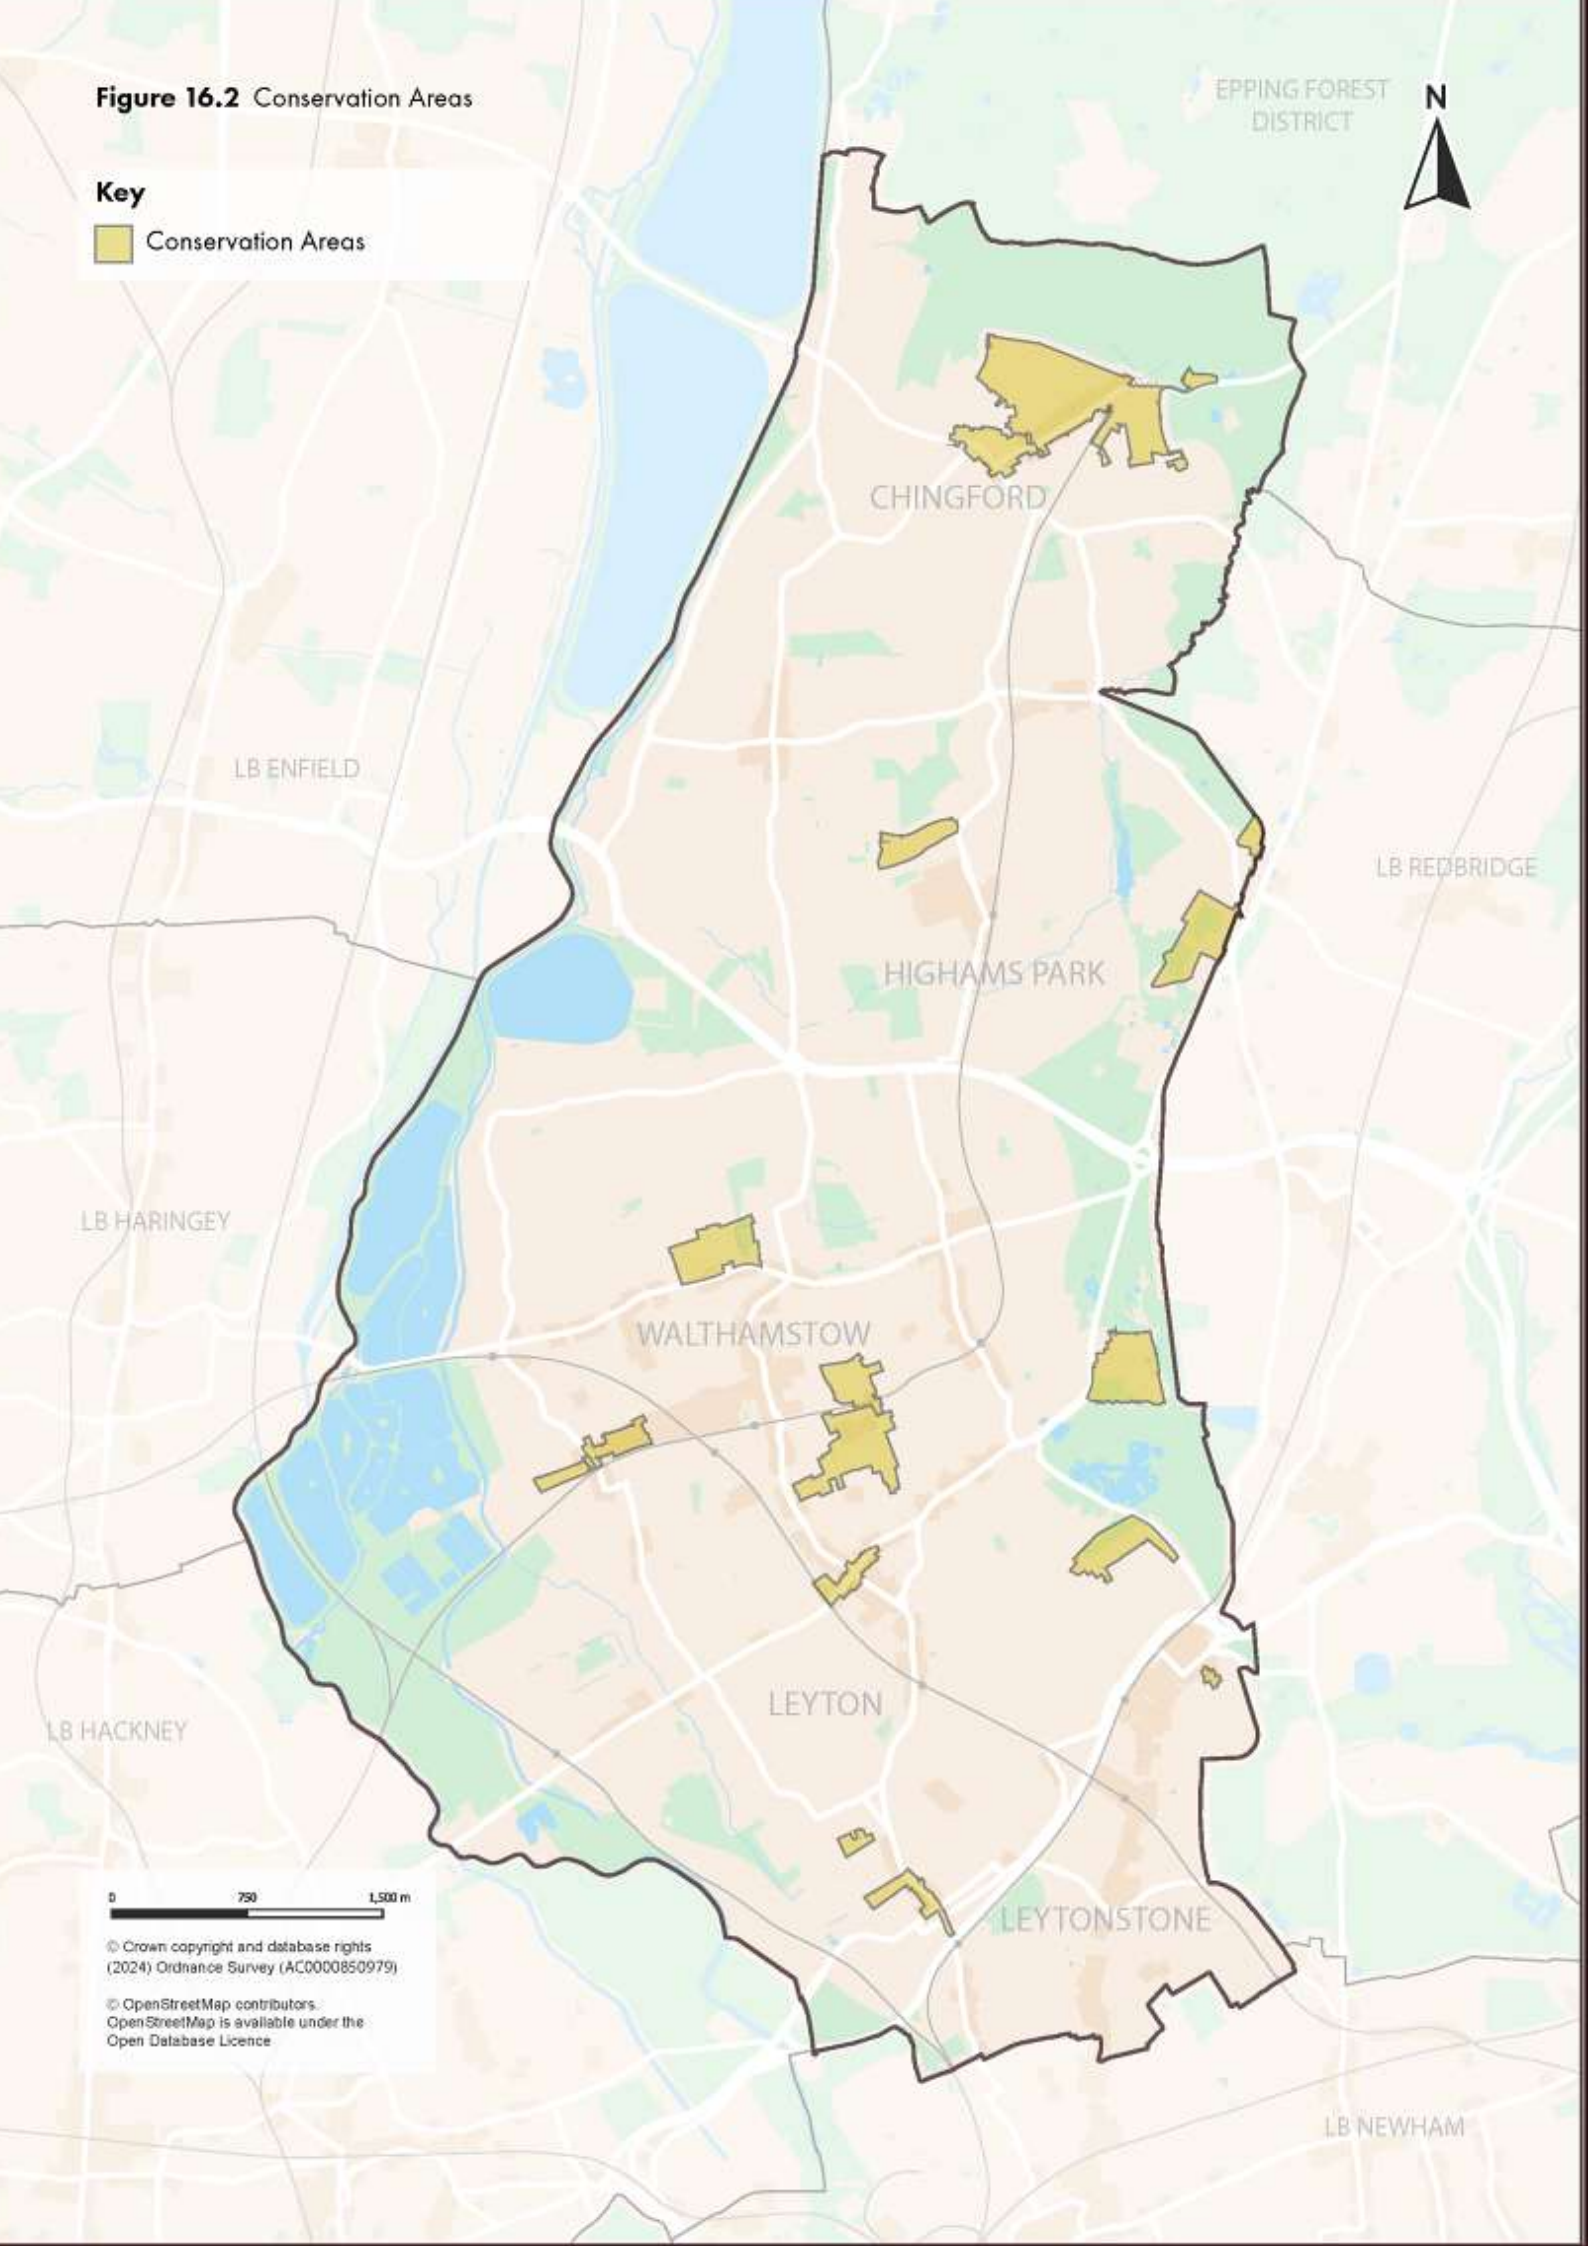 Figure 16.2 Conservation Areas
EPPING FOREST
DISTRICT
N
Key
Conservation Areas
CHINGFORD
LB ENFIELD
LB REDBRIDGE
HIGHAMS PARK
LB HARINGEY
WALTHAMSTOW
LEYTON
LB HACKNEY
0 750 1,500 m
LEYTONSTONE
© Crown copyright and database rights
(2024) Ordnance Survey (AC0000850979)
© OpenStreetMap contributors.
OpenStreetMap is available under the
Open Database Licence
LB NEWHAM